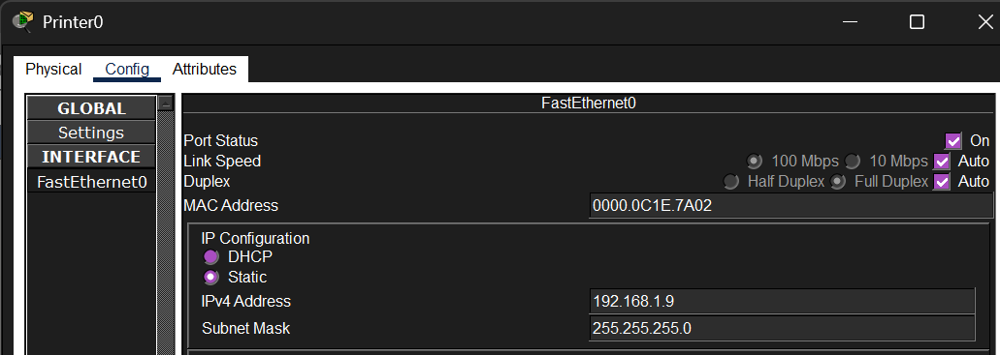 Printer0
Physical Config Attributes
GLOBAL
Settings
INTERFACE
FastEthernet0
FastEthernet0
Port Status On
Link Speed 100 Mbps 10 Mbps Auto
Duplex Half Duplex Full Duplex Auto
MAC Address 0000.0C1E.7A02
IP Configuration
DHCP
Static
IPv4 Address 192.168.1.9
Subnet Mask 255.255.255.0